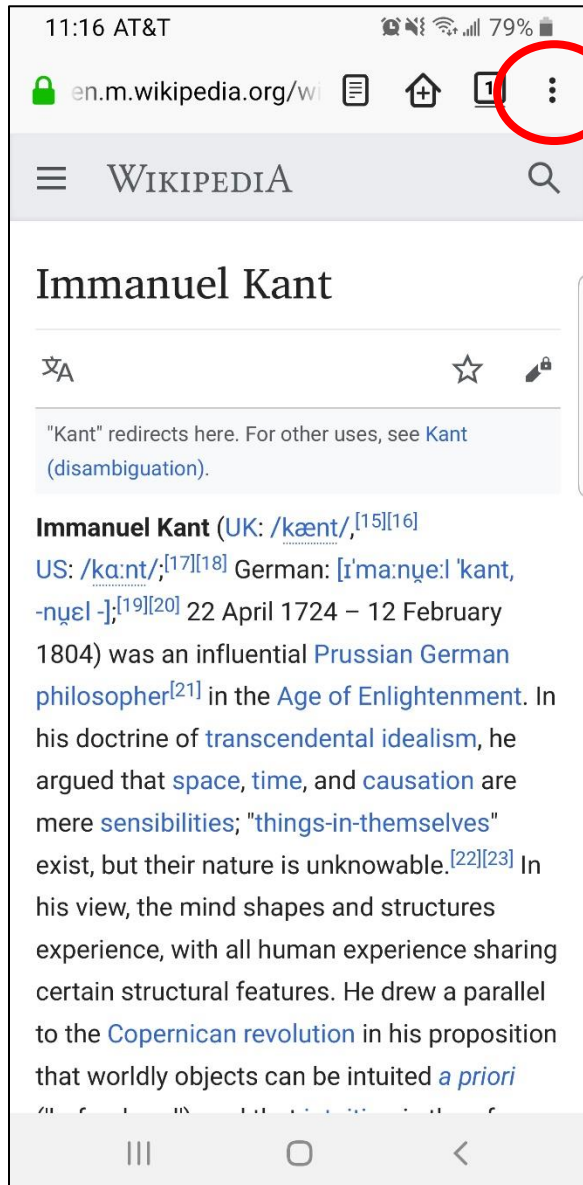 11:16 AT&T 79%
en.m.wikipedia.org/wi 1
WIKIPEDIA
Immanuel Kant
文A
"Kant" redirects here. For other uses, see Kant
(disambiguation).
Immanuel Kant (UK: /kænt/,[15][16]
US: /kɑːnt/;[17][18] German: [ɪˈmaːnu̯eːl ˈkant,
-nu̯ɛl -];[19][20] 22 April 1724 – 12 February
1804) was an influential Prussian German
philosopher[21] in the Age of Enlightenment. In
his doctrine of transcendental idealism, he
argued that space, time, and causation are
mere sensibilities; "things-in-themselves"
exist, but their nature is unknowable.[22][23] In
his view, the mind shapes and structures
experience, with all human experience sharing
certain structural features. He drew a parallel
to the Copernican revolution in his proposition
that worldly objects can be intuited a priori